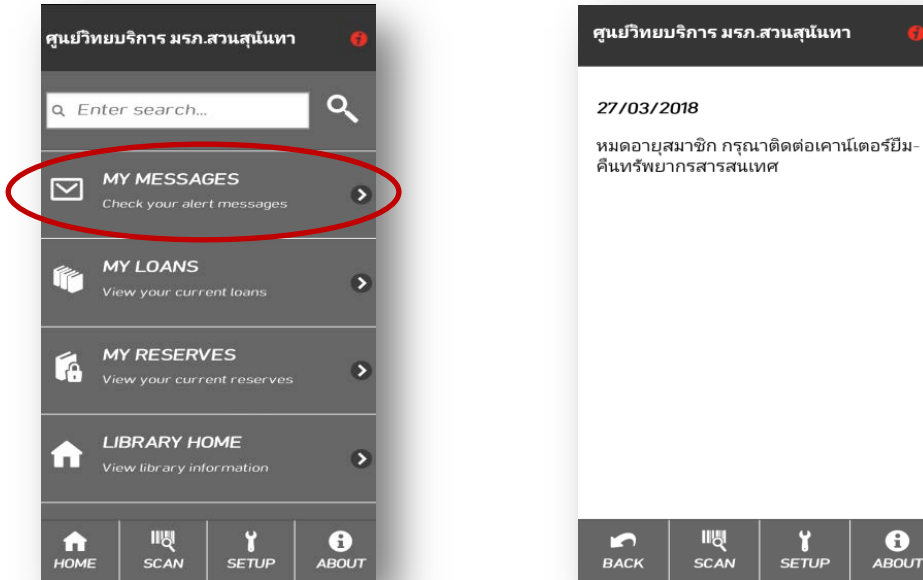 ศูนย์วิทยบริการ มรภ.สวนสุนันทา
Enter search...
MY MESSAGES
Check your alert messages
MY LOANS
View your current loans
MY RESERVES
View your current reserves
LIBRARY HOME
View library information
HOME
SCAN
SETUP
ABOUT
ศูนย์วิทยบริการ มรภ.สวนสุนันทา
27/03/2018
หมดอายุสมาชิก กรุณาติดต่อเคาน์เตอร์ยืม-
คืนทรัพยากรสารสนเทศ
BACK
SCAN
SETUP
ABOUT